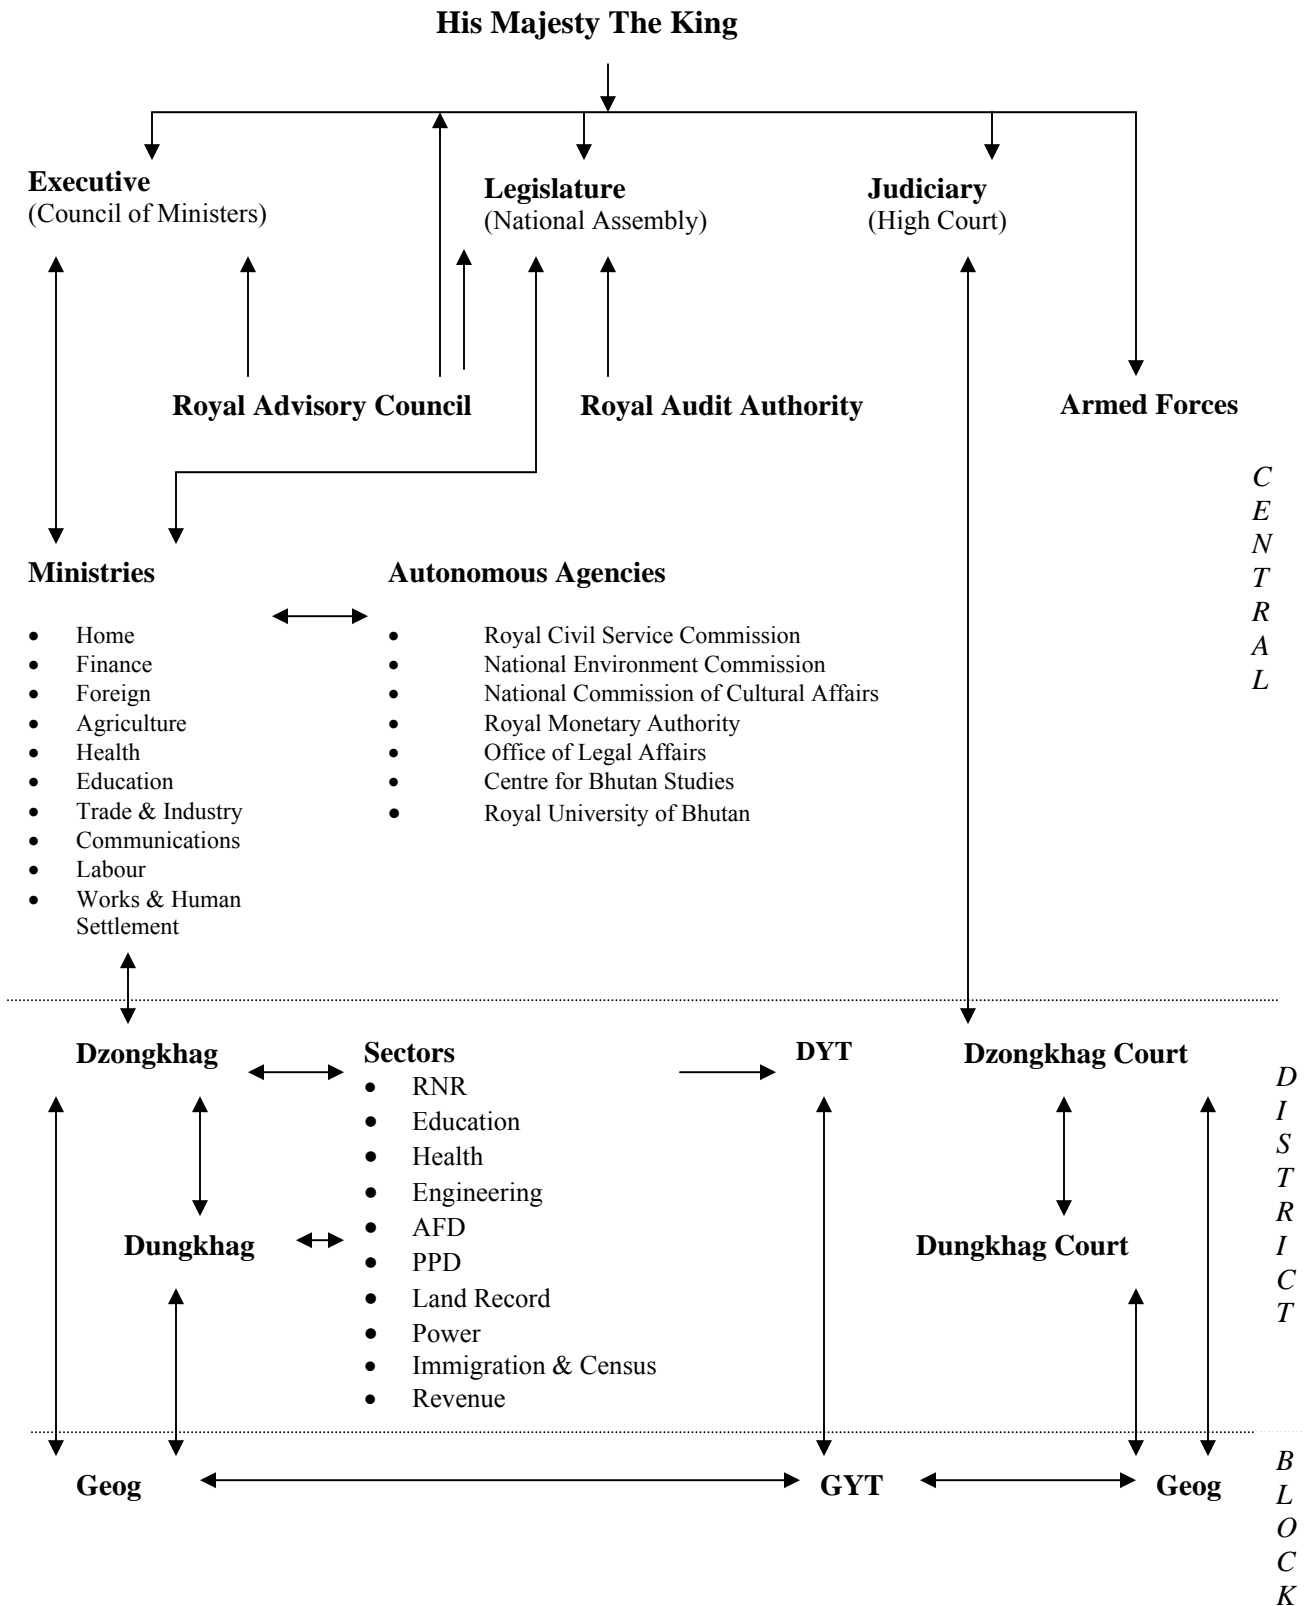 His Majesty The King
Executive
(Council of Ministers)
Legislature
(National Assembly)
Judiciary
(High Court)
Royal Advisory Council
Royal Audit Authority
Armed Forces
C
E
N
T
R
A
L
Ministries
• Home
• Finance
• Foreign
• Agriculture
• Health
• Education
• Trade & Industry
• Communications
• Labour
• Works & Human
Settlement
Autonomous Agencies
• Royal Civil Service Commission
• National Environment Commission
• National Commission of Cultural Affairs
• Royal Monetary Authority
• Office of Legal Affairs
• Centre for Bhutan Studies
• Royal University of Bhutan
Dzongkhag
Sectors
• RNR
• Education
• Health
• Engineering
• AFD
• PPD
• Land Record
• Power
• Immigration & Census
• Revenue
DYT
Dzongkhag Court
Dungkhag
Dungkhag Court
D
I
S
T
R
I
C
T
Geog
GYT
Geog
B
L
O
C
K